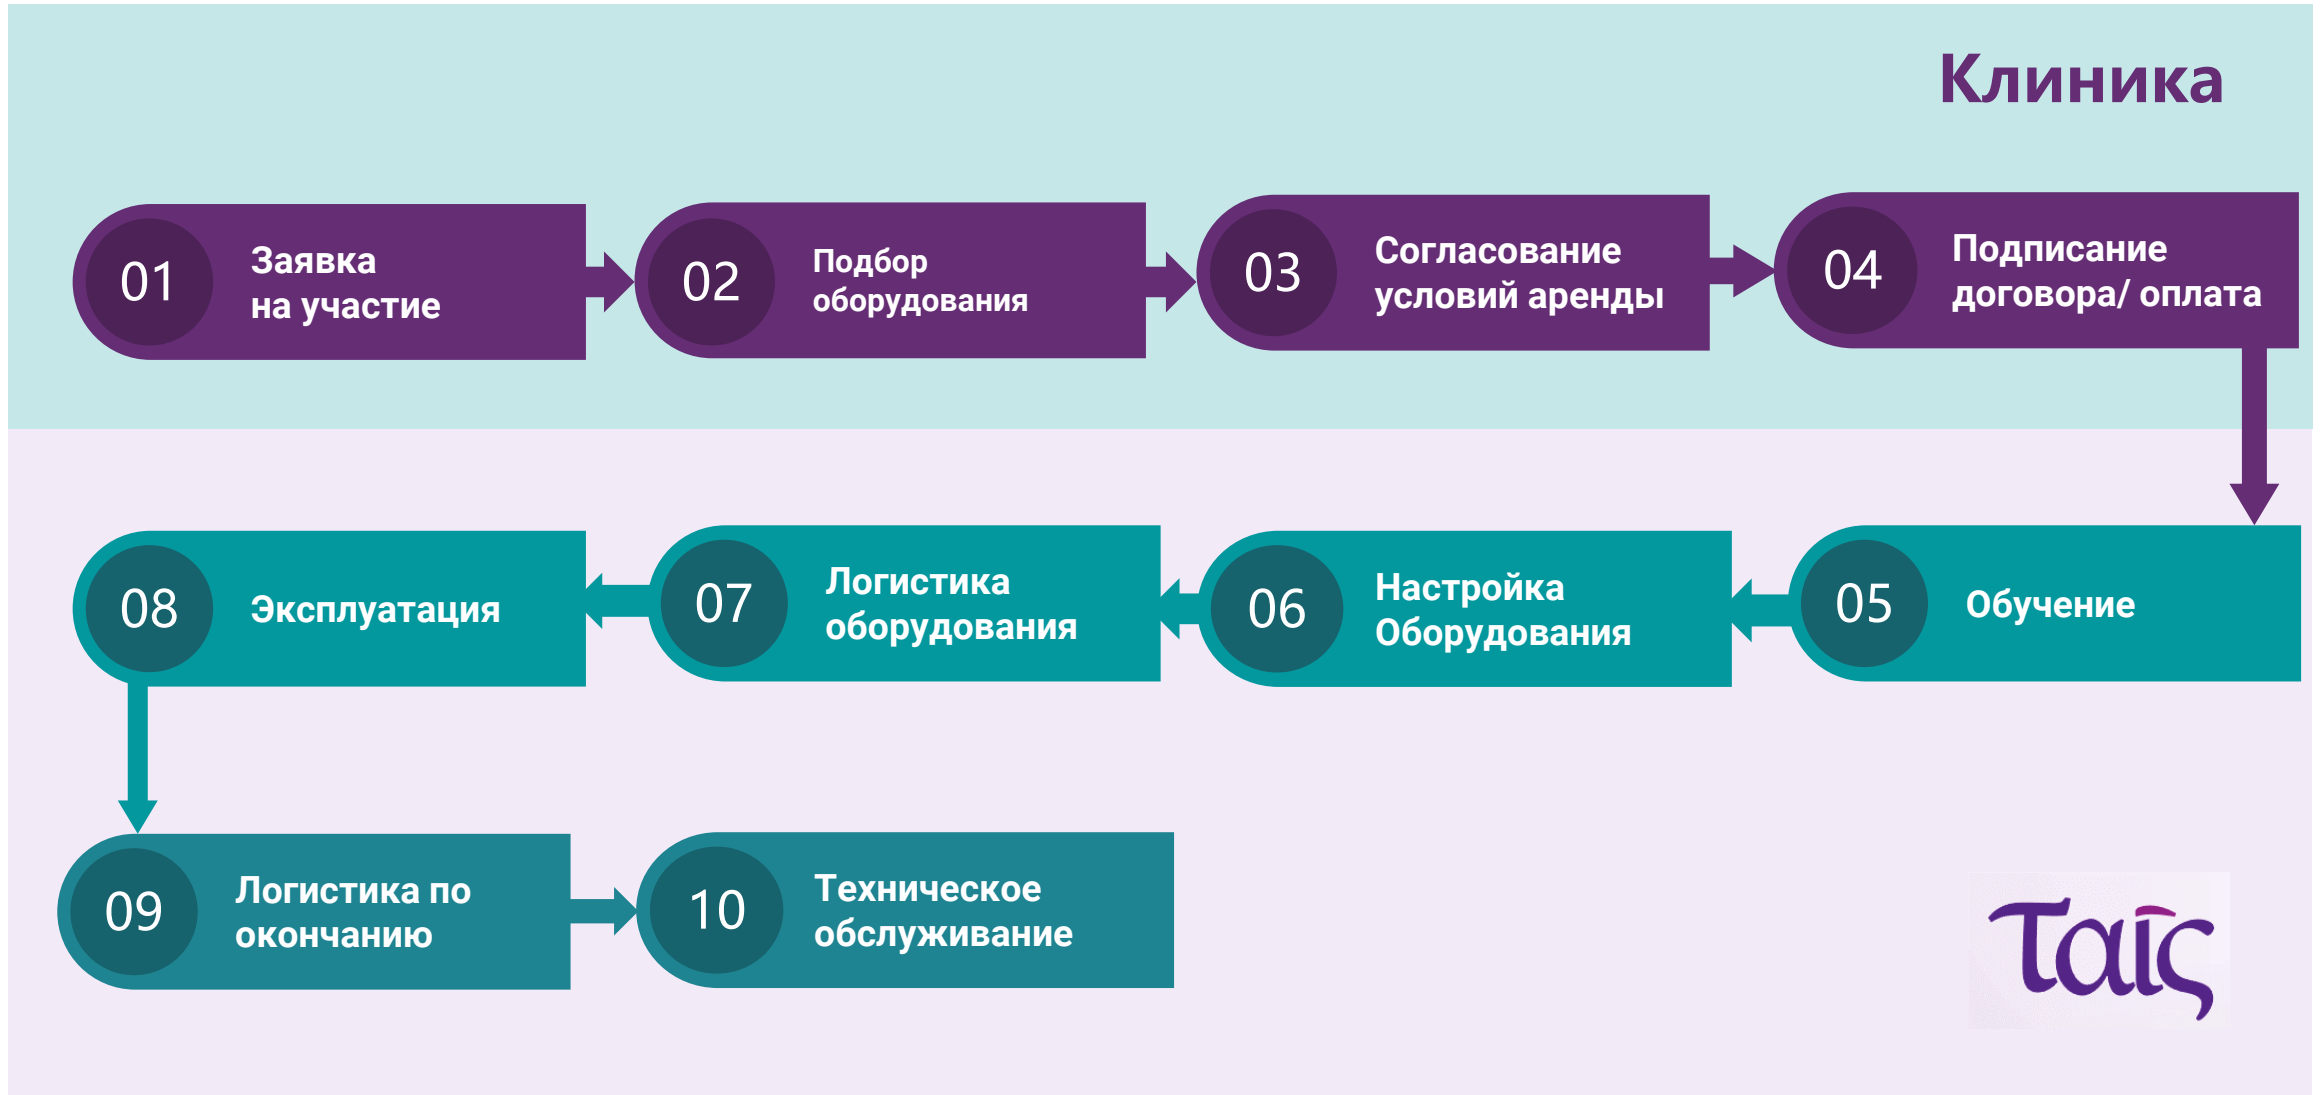 Клиника
01
Заявка
на участие
02
Подбор
оборудования
03
Согласование
условий аренды
04
Подписание
договора/ оплата
05
Обучение
06
Настройка
Оборудования
07
Логистика
оборудования
08
Эксплуатация
09
Логистика по
окончанию
10
Техническое
обслуживание
ταΐς